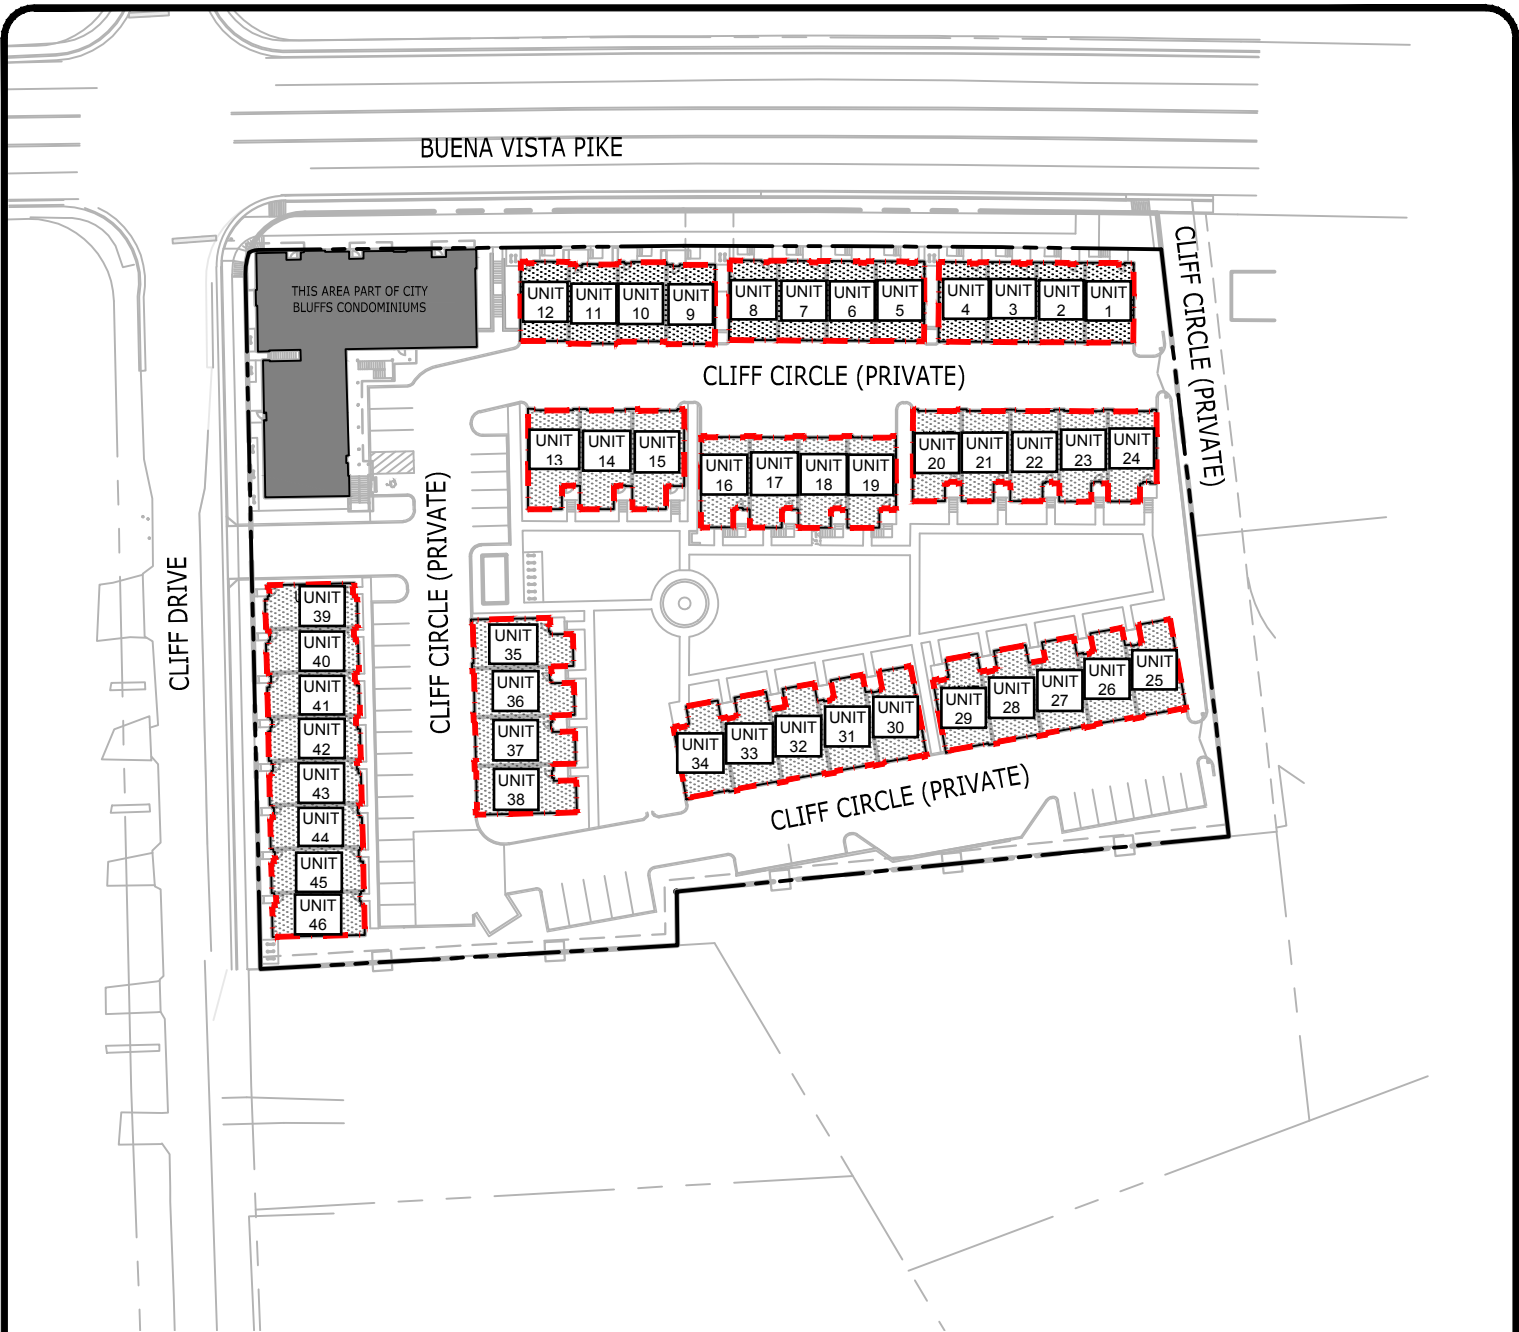 BUENA VISTA PIKE
CLIFF CIRCLE (PRIVATE)
THIS AREA PART OF CITY
BLUFFS CONDOMINIUMS
UNIT
12
UNIT
11
UNIT
10
UNIT
9
UNIT
8
UNIT
7
UNIT
6
UNIT
5
UNIT
4
UNIT
3
UNIT
2
UNIT
1
CLIFF CIRCLE (PRIVATE)
UNIT
13
UNIT
14
UNIT
15
UNIT
16
UNIT
17
UNIT
18
UNIT
19
UNIT
20
UNIT
21
UNIT
22
UNIT
23
UNIT
24
CLIFF DRIVE
CLIFF CIRCLE (PRIVATE)
UNIT
39
UNIT
40
UNIT
41
UNIT
42
UNIT
43
UNIT
44
UNIT
45
UNIT
46
UNIT
35
UNIT
36
UNIT
37
UNIT
38
UNIT
34
UNIT
33
UNIT
32
UNIT
31
UNIT
30
UNIT
29
UNIT
28
UNIT
27
UNIT
26
UNIT
25
CLIFF CIRCLE (PRIVATE)